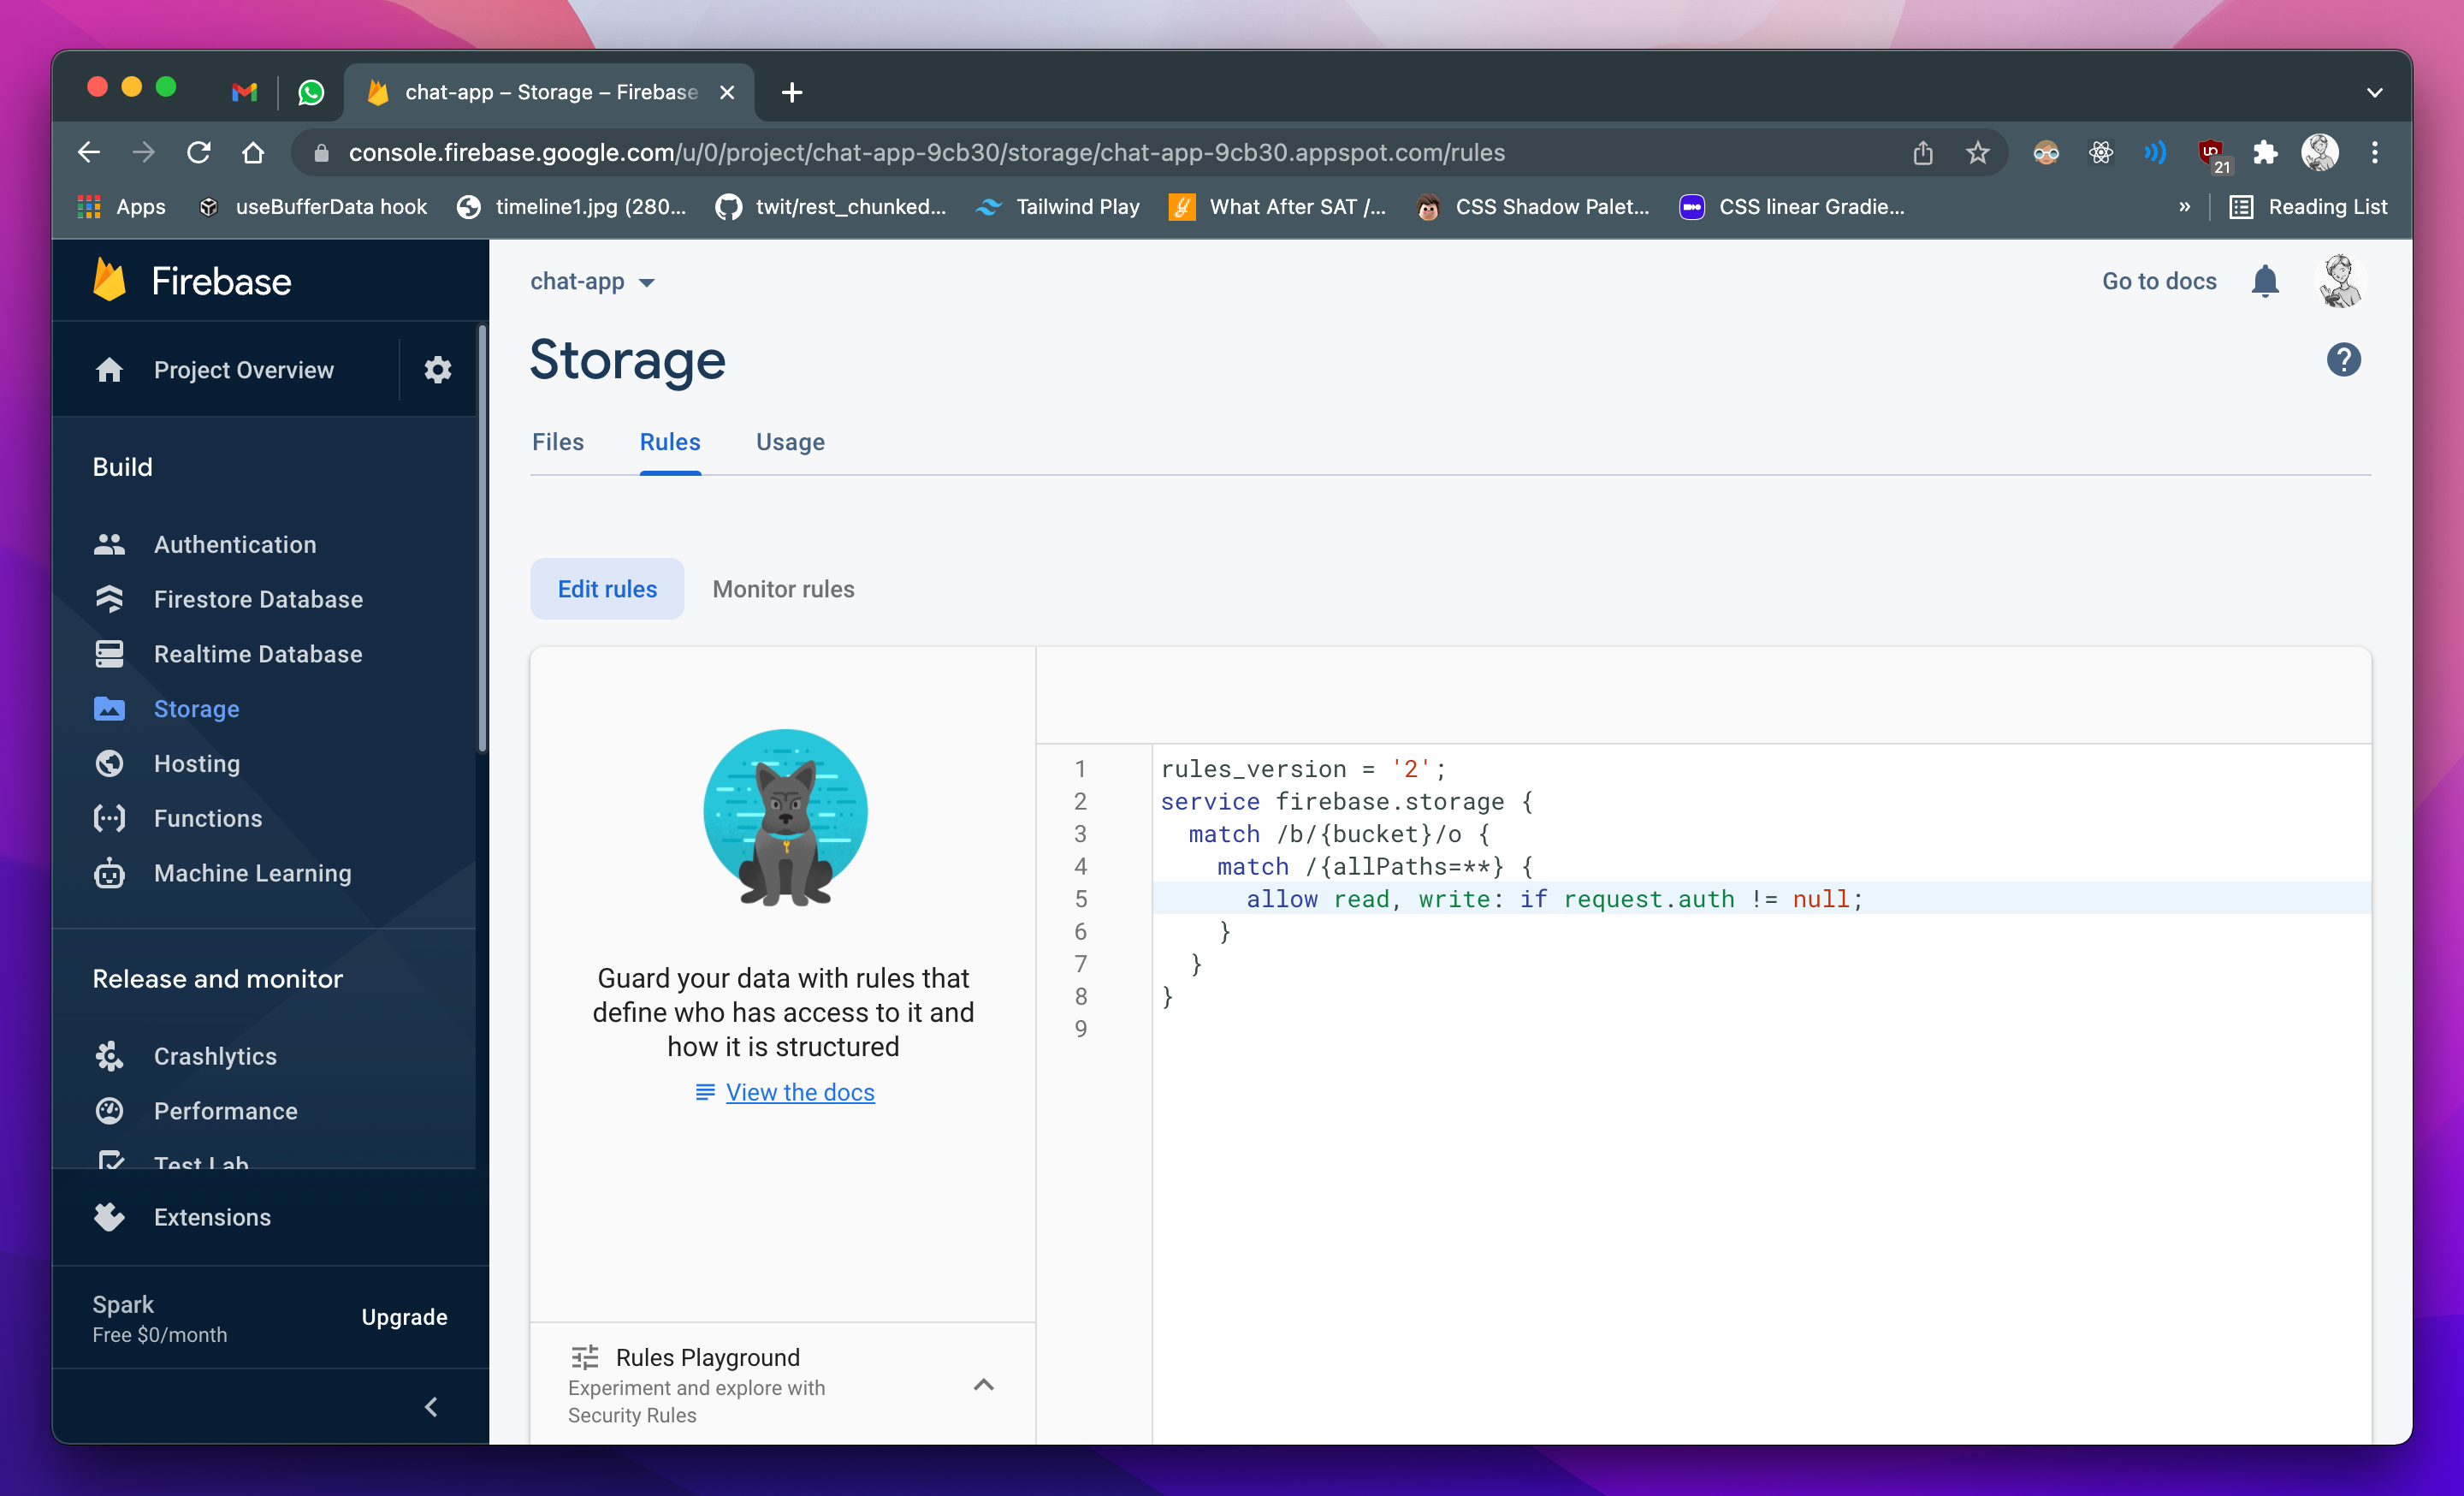 chat-app – Storage – Firebase
console.firebase.google.com/u/0/project/chat-app-9cb30/storage/chat-app-9cb30.appspot.com/rules
21
Apps
useBufferData hook
timeline1.jpg (280...
twit/rest_chunked...
Tailwind Play
What After SAT /...
CSS Shadow Palet...
CSS linear Gradie...
»
Reading List
Firebase
Project Overview
Build
Authentication
Firestore Database
Realtime Database
Storage
Hosting
Functions
Machine Learning
Release and monitor
Crashlytics
Performance
Test Lab
Extensions
Spark
Free $0/month
Upgrade
chat-app
Go to docs
Storage
Files
Rules
Usage
Edit rules
Monitor rules
Guard your data with rules that
define who has access to it and
how it is structured
View the docs
Rules Playground
Experiment and explore with
Security Rules
1 rules_version = '2';
2 service firebase.storage {
3   match /b/{bucket}/o {
4     match /{allPaths=**} {
5       allow read, write: if request.auth != null;
6     }
7   }
8 }
9